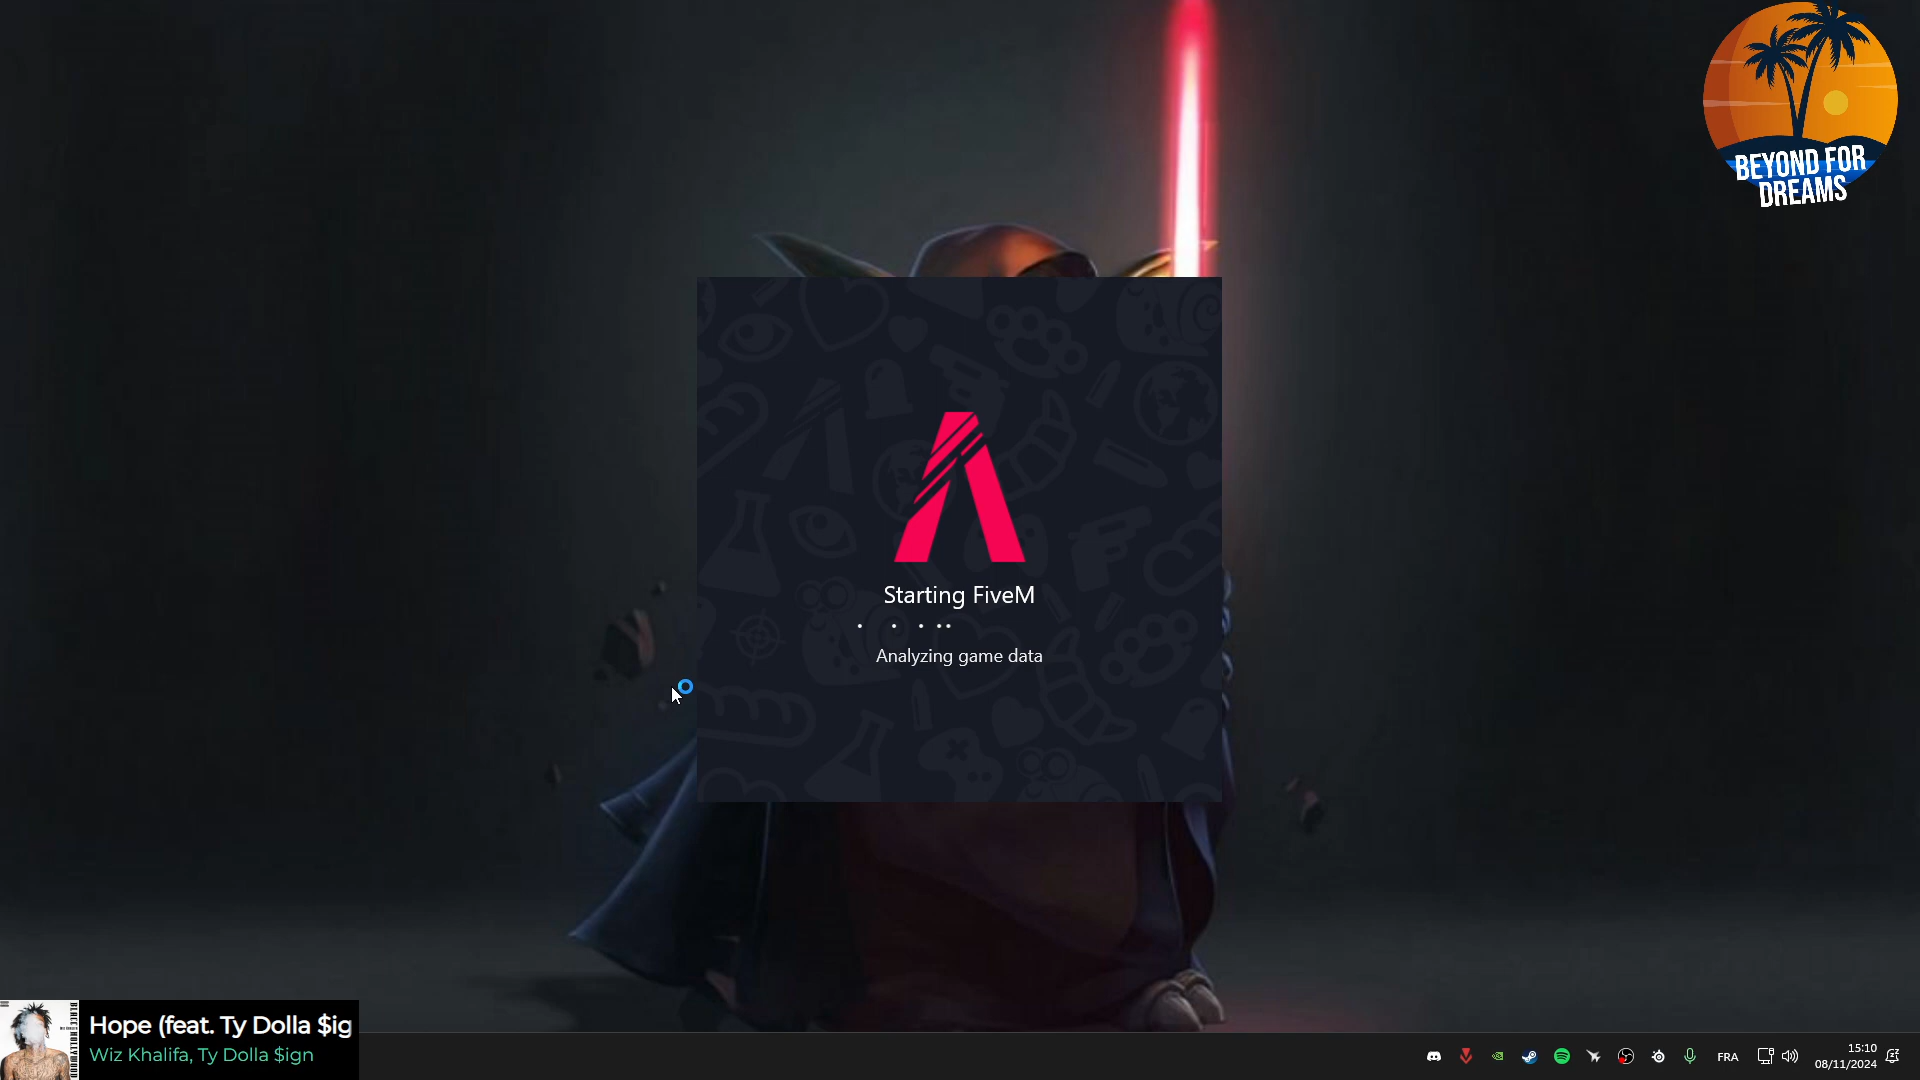 BEYOND FOR
DREAMS
Starting FiveM
Analyzing game data
Hope (feat. Ty Dolla $ig
Wiz Khalifa, Ty Dolla $ign
FRA
15:10
08/11/2024